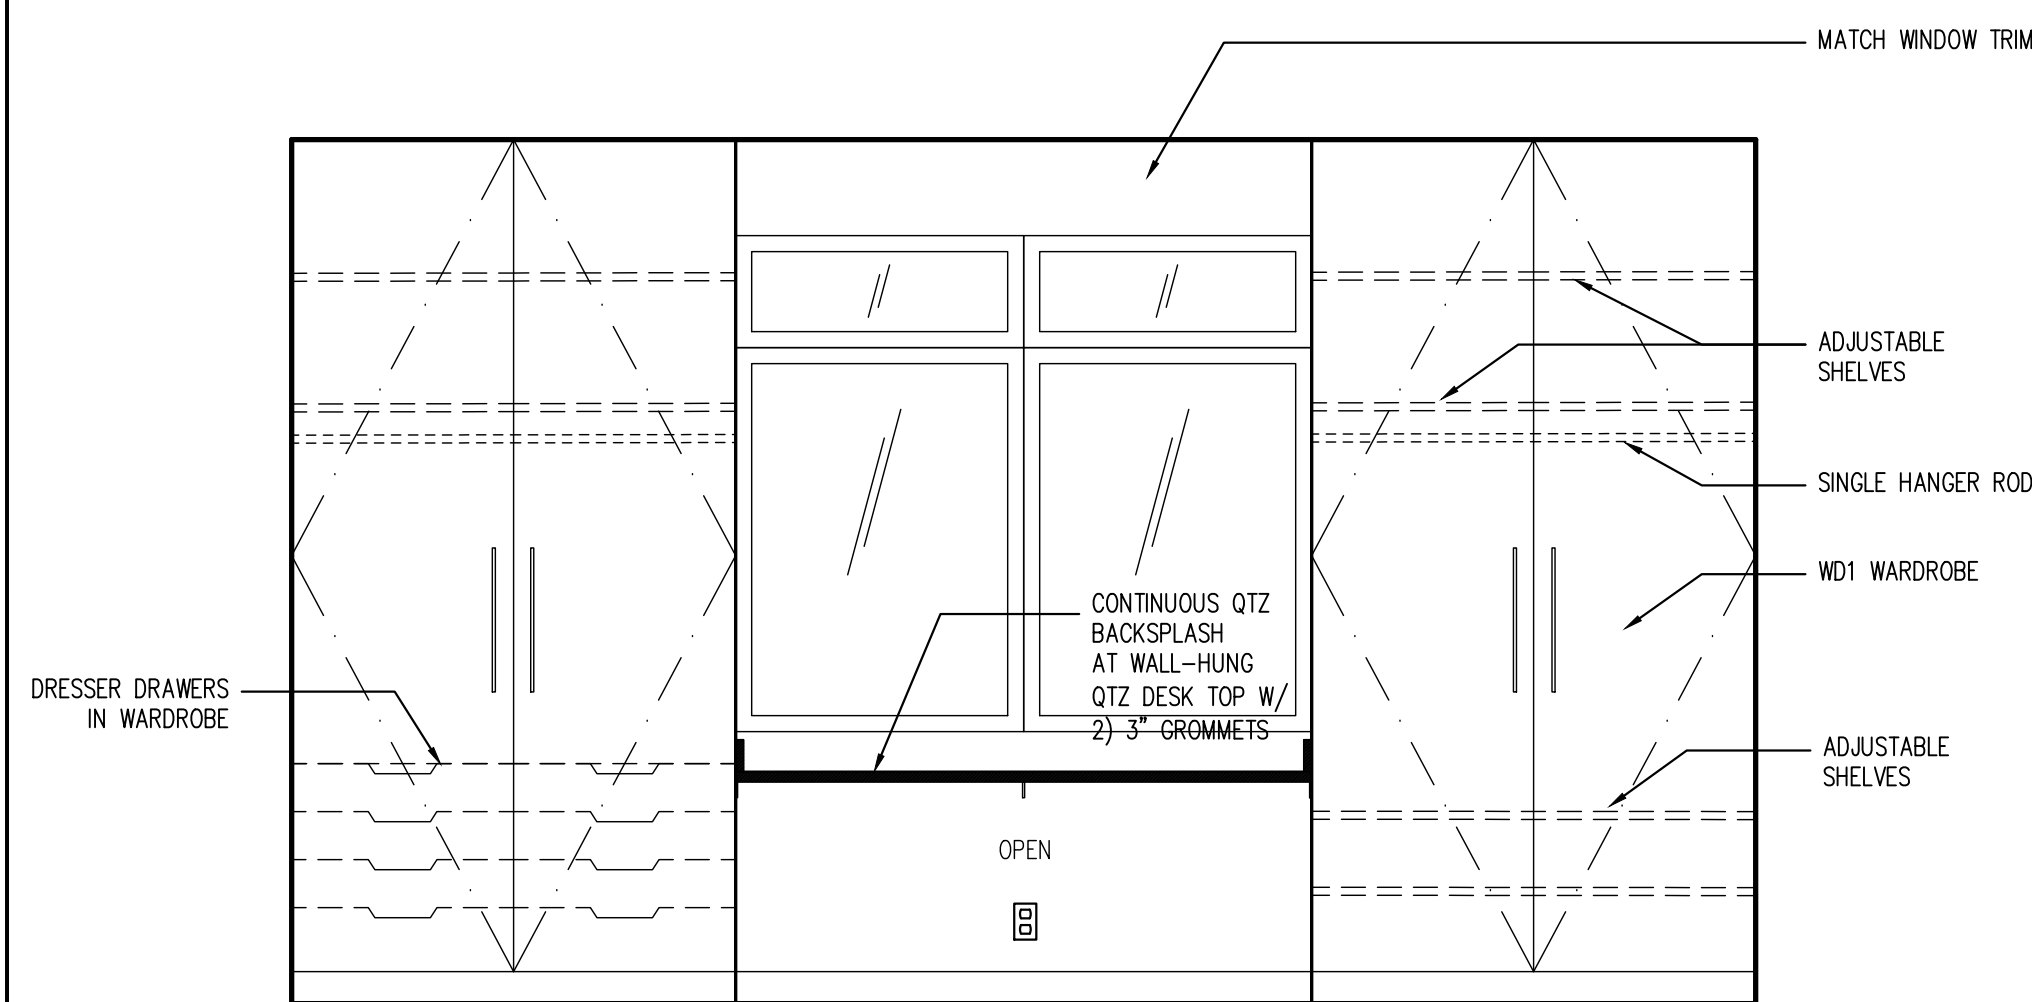 MATCH WINDOW TRIM
ADJUSTABLE
SHELVES
SINGLE HANGER ROD
WD1 WARDROBE
CONTINUOUS QTZ
BACKSPLASH
AT WALL-HUNG
QTZ DESK TOP W/
2) 3" GROMMETS
DRESSER DRAWERS
IN WARDROBE
ADJUSTABLE
SHELVES
OPEN